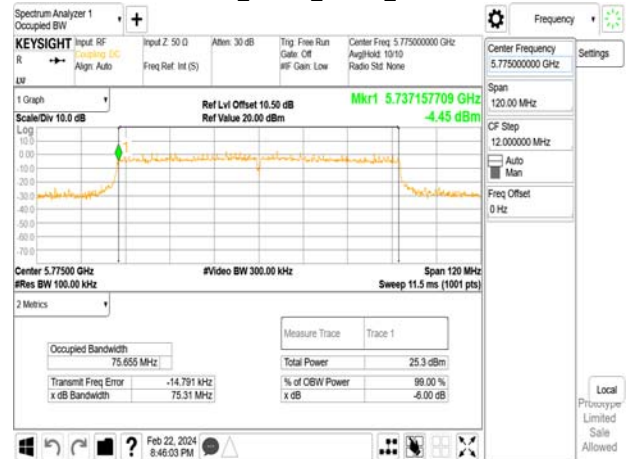 Spectrum Analyzer 1
Occupied BW
Frequency
KEYSIGHT
R
Input: RF
Coupling: DC
Align: Auto
Input Z: 50 Ω
Freq Ref: Int (S)
Atten: 30 dB
Trig: Free Run
Gate: Off
#IF Gain: Low
Center Freq: 5.775000000 GHz
Avg|Hold: 10/10
Radio Std: None
Center Frequency
5.775000000 GHz
Settings
Span
120.00 MHz
CF Step
12.000000 MHz
Auto
Man
Freq Offset
0 Hz
1 Graph
Scale/Div 10.0 dB
Ref Lvl Offset 10.50 dB
Ref Value 20.00 dBm
Mkr1 5.737157709 GHz
-4.45 dBm
Log
10.0
0.00
-10.0
-20.0
-30.0
-40.0
-50.0
-60.0
-70.0
1
Center 5.77500 GHz
#Res BW 100.00 kHz
#Video BW 300.00 kHz
Span 120 MHz
Sweep 11.5 ms (1001 pts)
2 Metrics
Measure Trace
Trace 1
Occupied Bandwidth
75.655 MHz
Total Power
25.3 dBm
Transmit Freq Error
-14.791 kHz
% of OBW Power
99.00 %
x dB Bandwidth
75.31 MHz
x dB
-6.00 dB
Local
Prototype
Limited
Sale
Allowed
?
Feb 22, 2024
8:46:03 PM